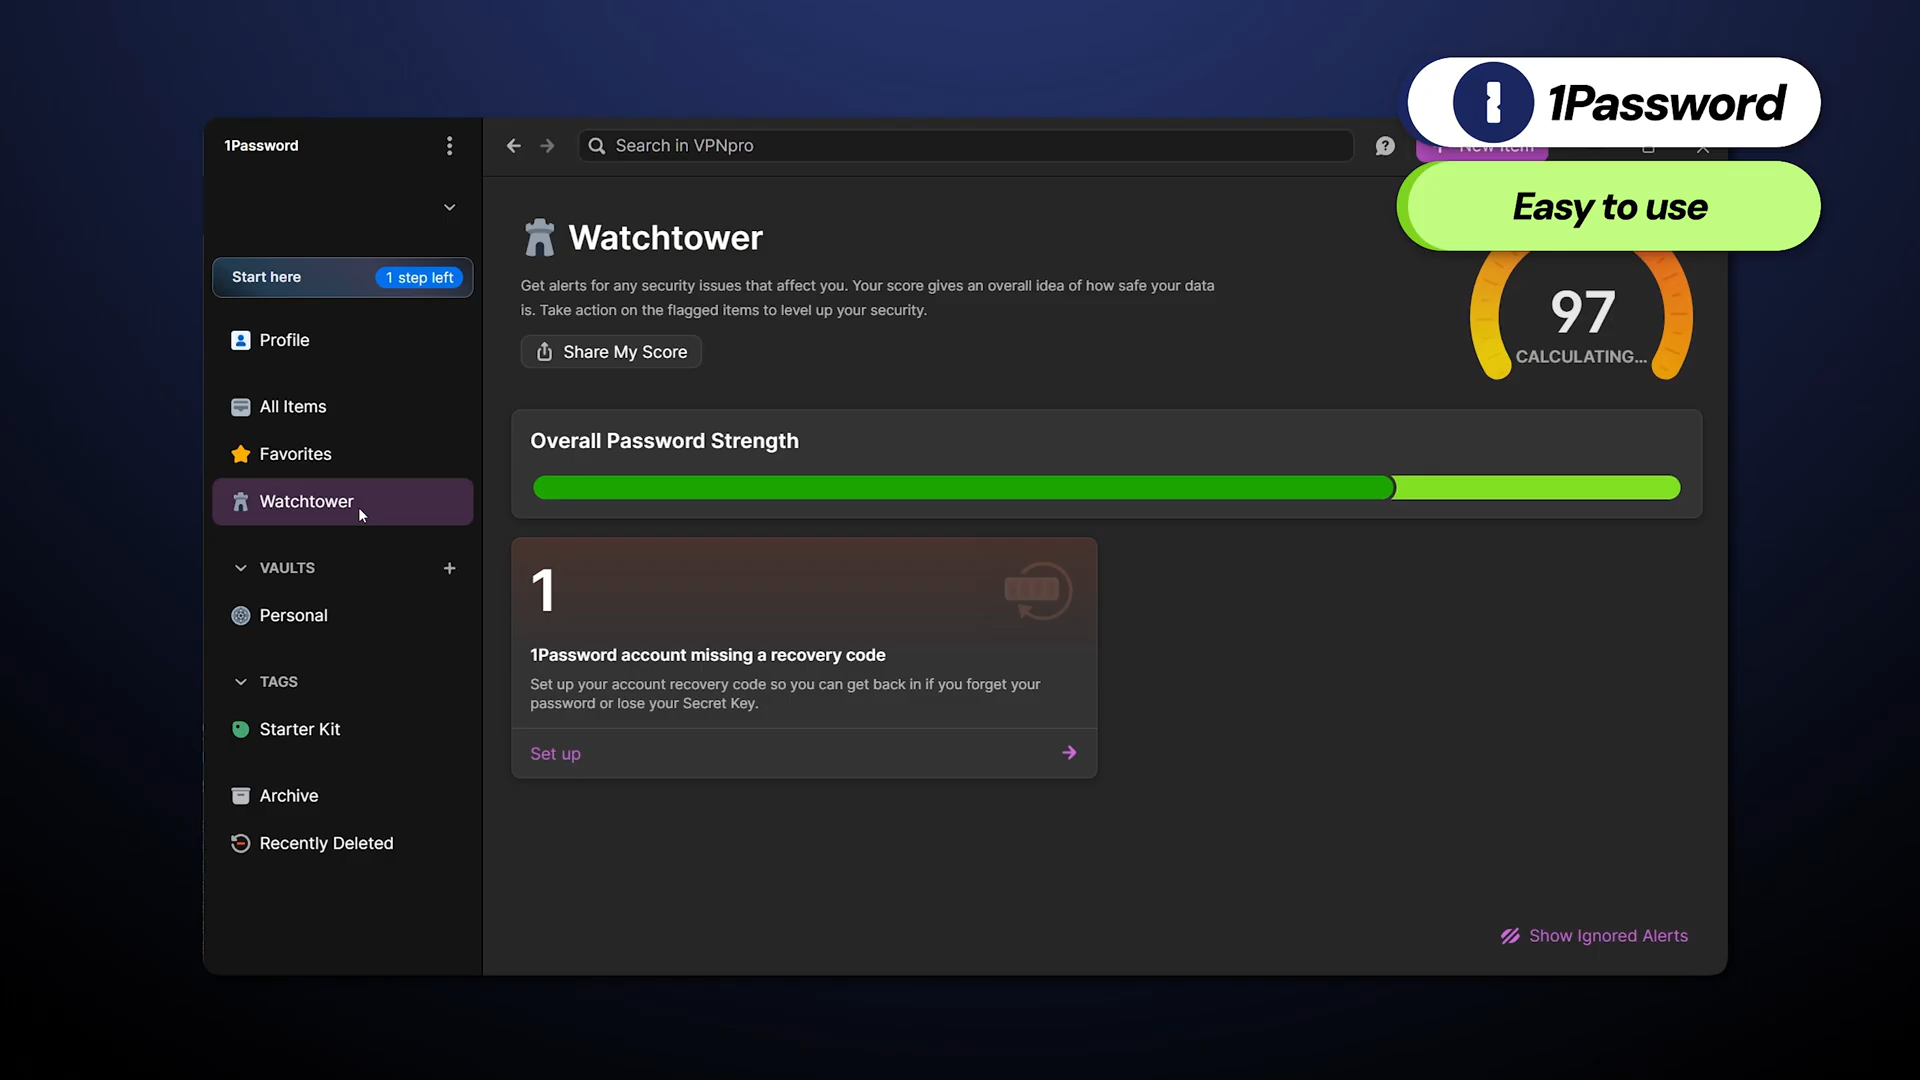 1Password
Easy to use
1Password
Search in VPNpro
New Item
Start here
1 step left
Profile
All Items
Favorites
Watchtower
VAULTS
Personal
TAGS
Starter Kit
Archive
Recently Deleted
Watchtower
Get alerts for any security issues that affect you. Your score gives an overall idea of how safe your data
is. Take action on the flagged items to level up your security.
Share My Score
97
CALCULATING...
Overall Password Strength
1
1Password account missing a recovery code
Set up your account recovery code so you can get back in if you forget your
password or lose your Secret Key.
Set up
Show Ignored Alerts